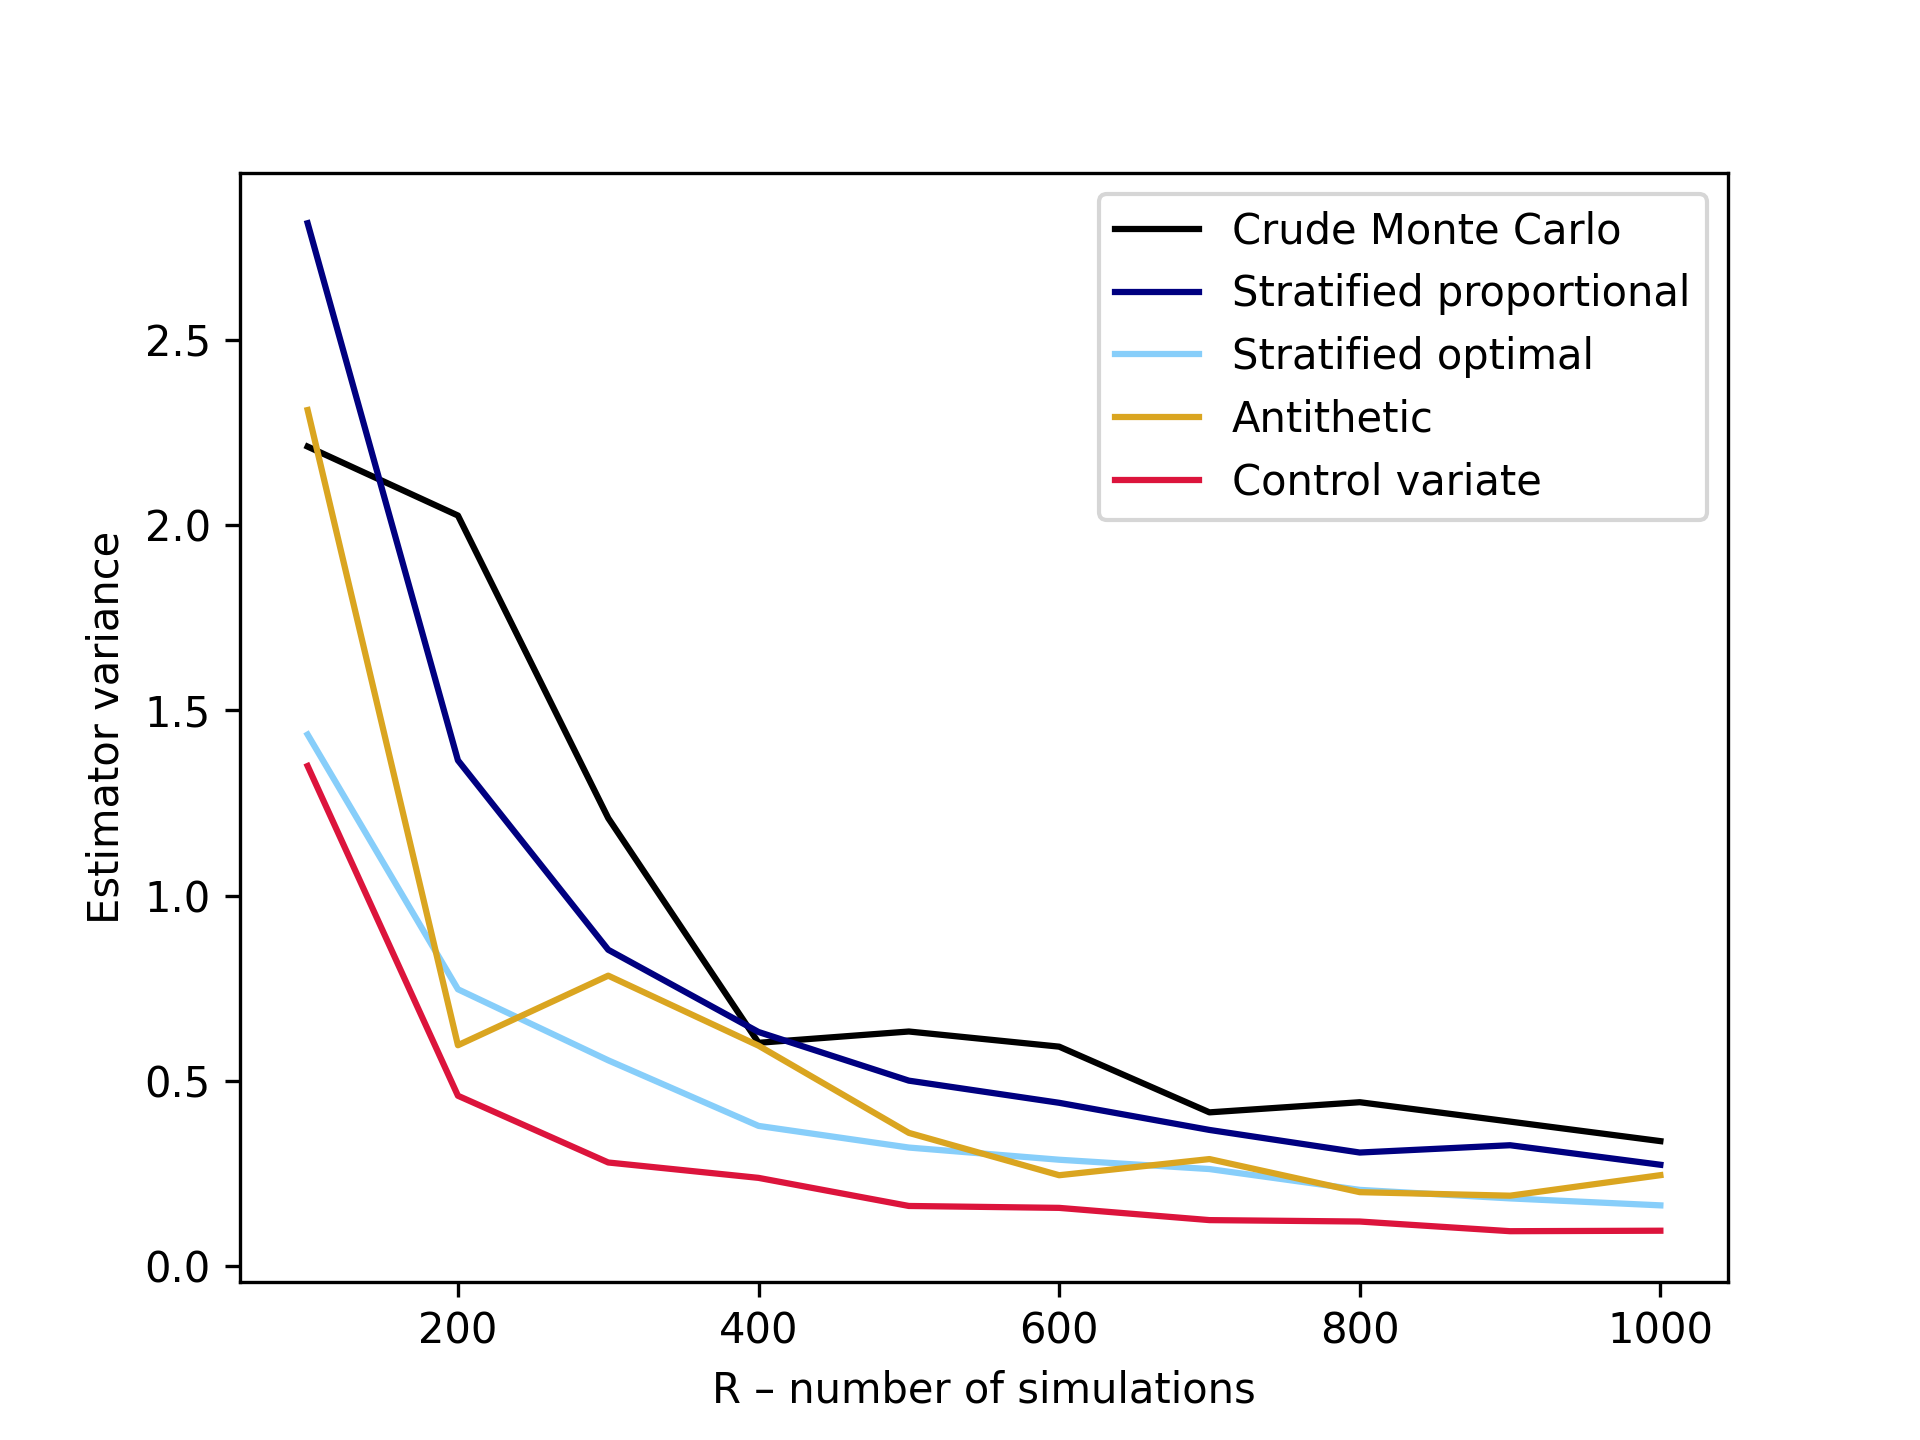 Crude Monte Carlo
Stratified proportional
Stratified optimal
Antithetic
Control variate
Estimator variance
2.5
2.0
1.5
1.0
0.5
0.0
200 400 600 800 1000
R – number of simulations